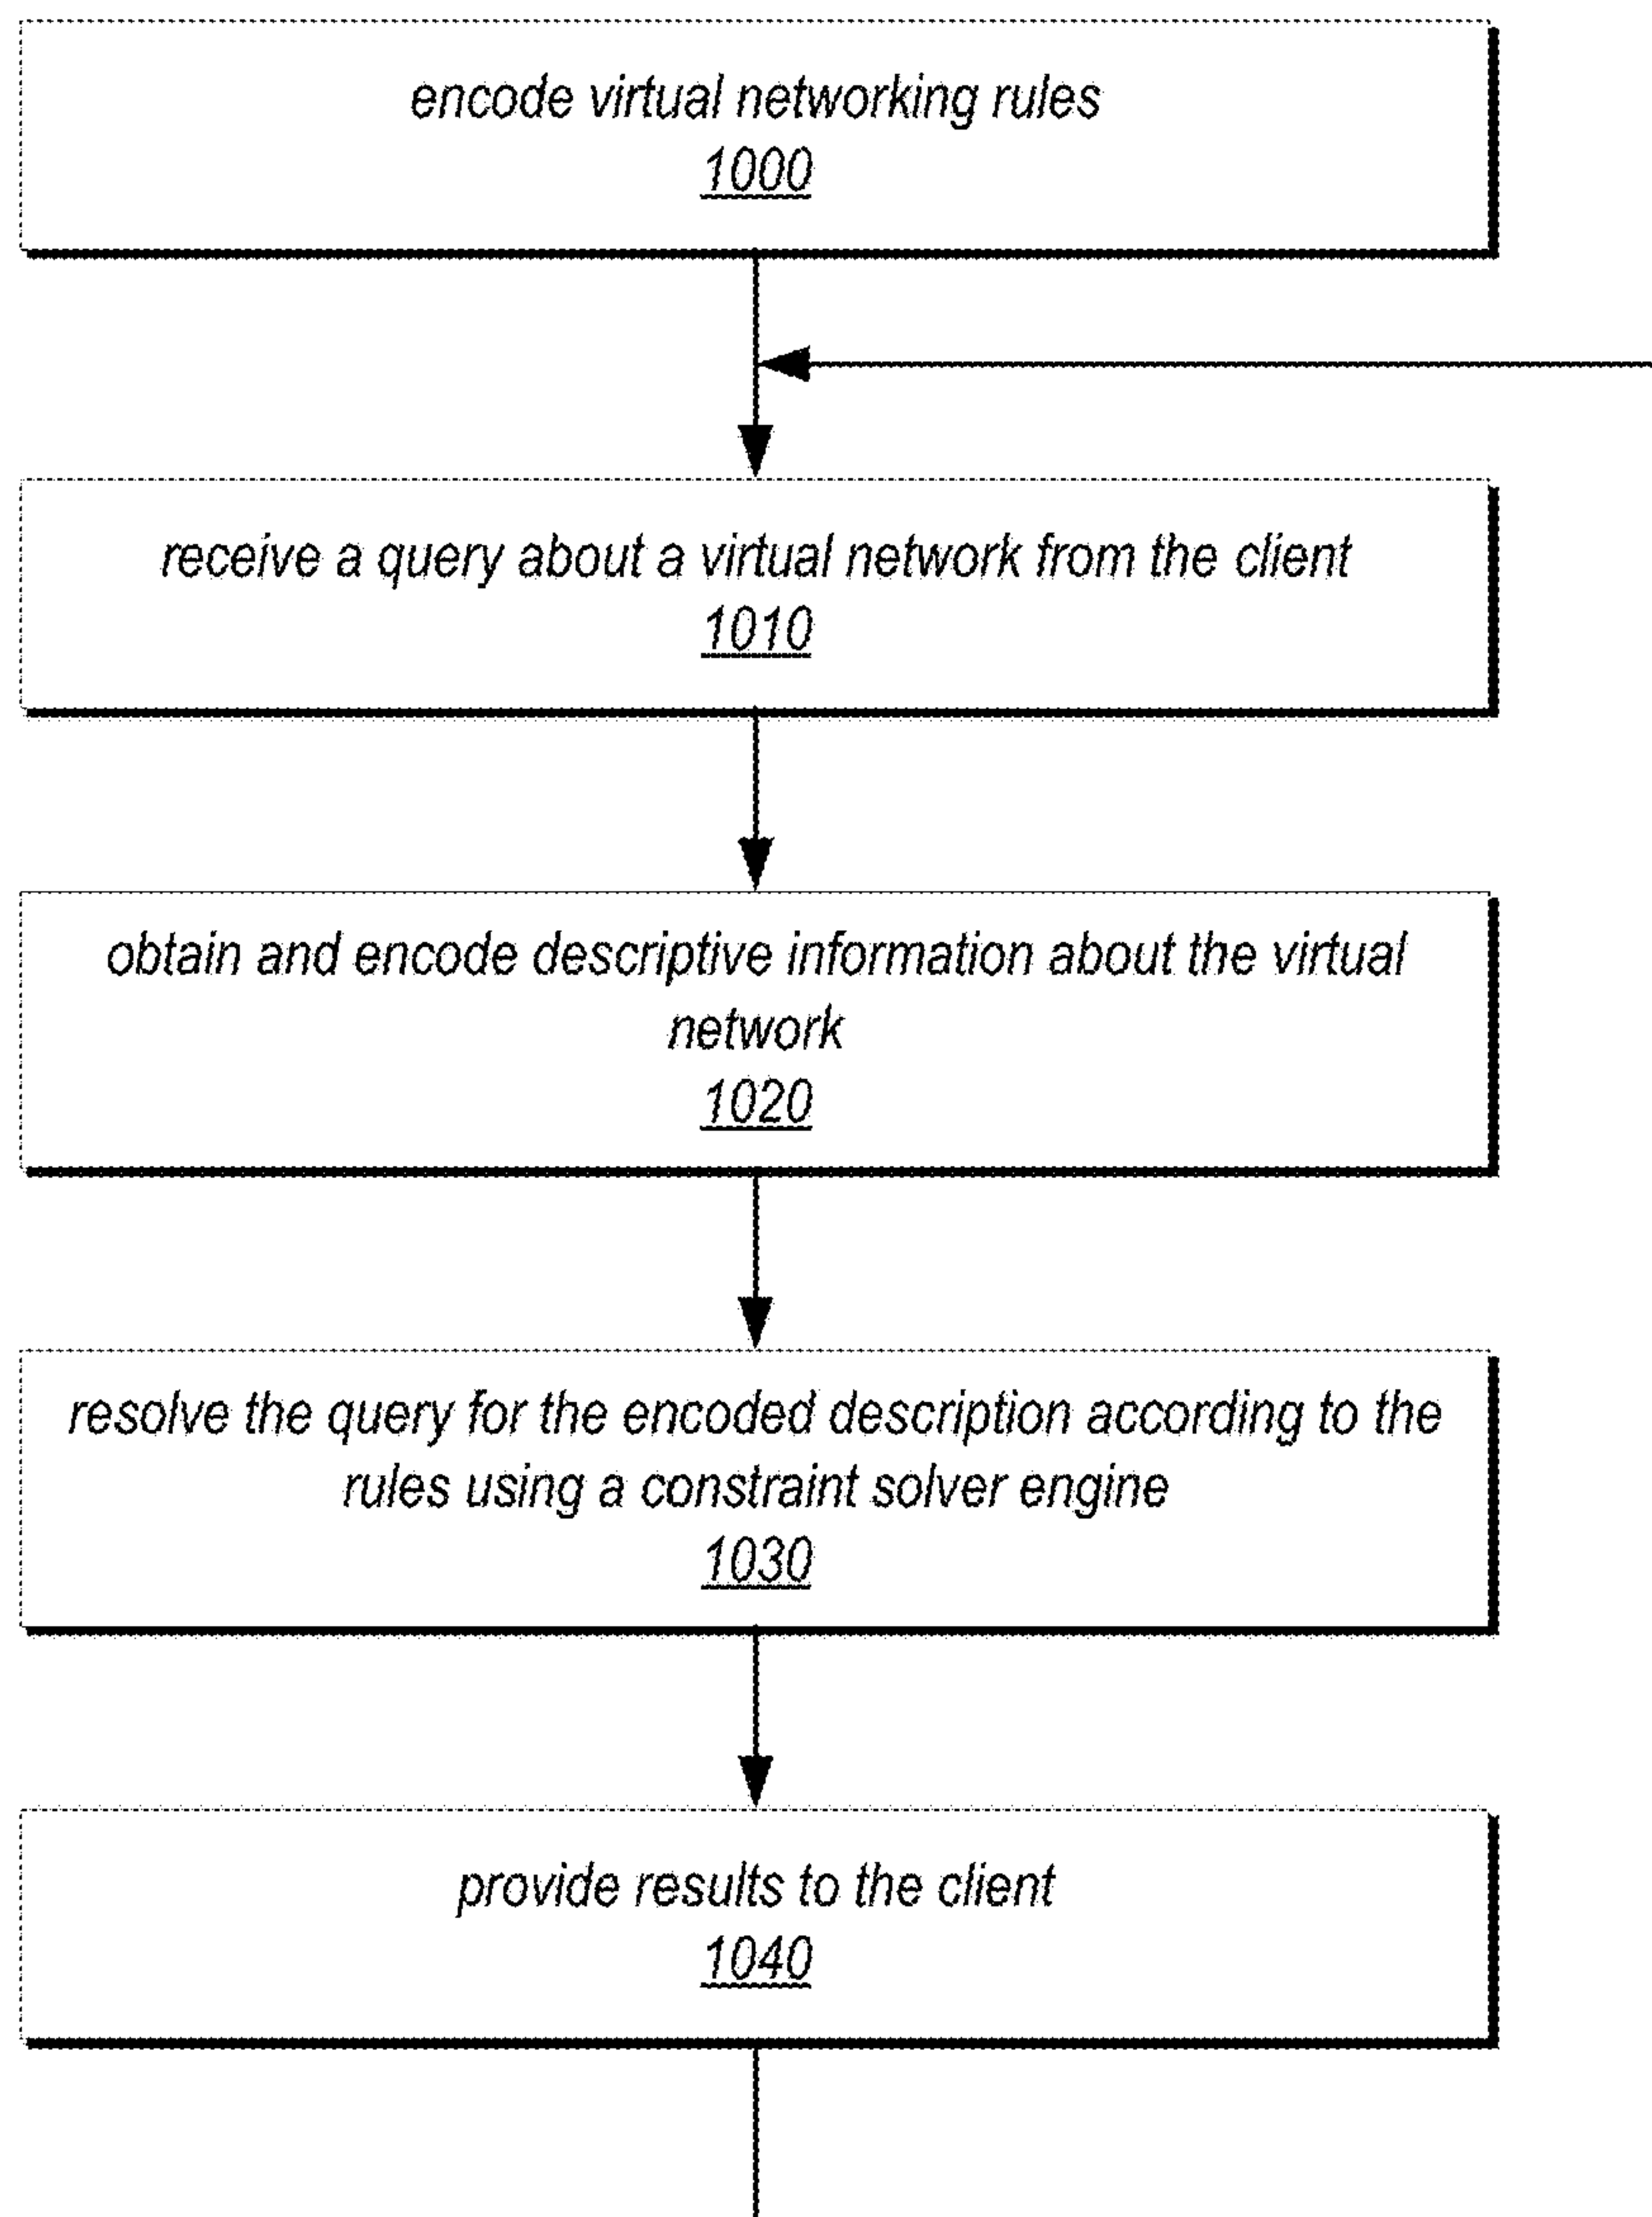 encode virtual networking rules
1000
receive a query about a virtual network from the client
1010
obtain and encode descriptive information about the virtual
network
1020
resolve the query for the encoded description according to the
rules using a constraint solver engine
1030
provide results to the client
1040